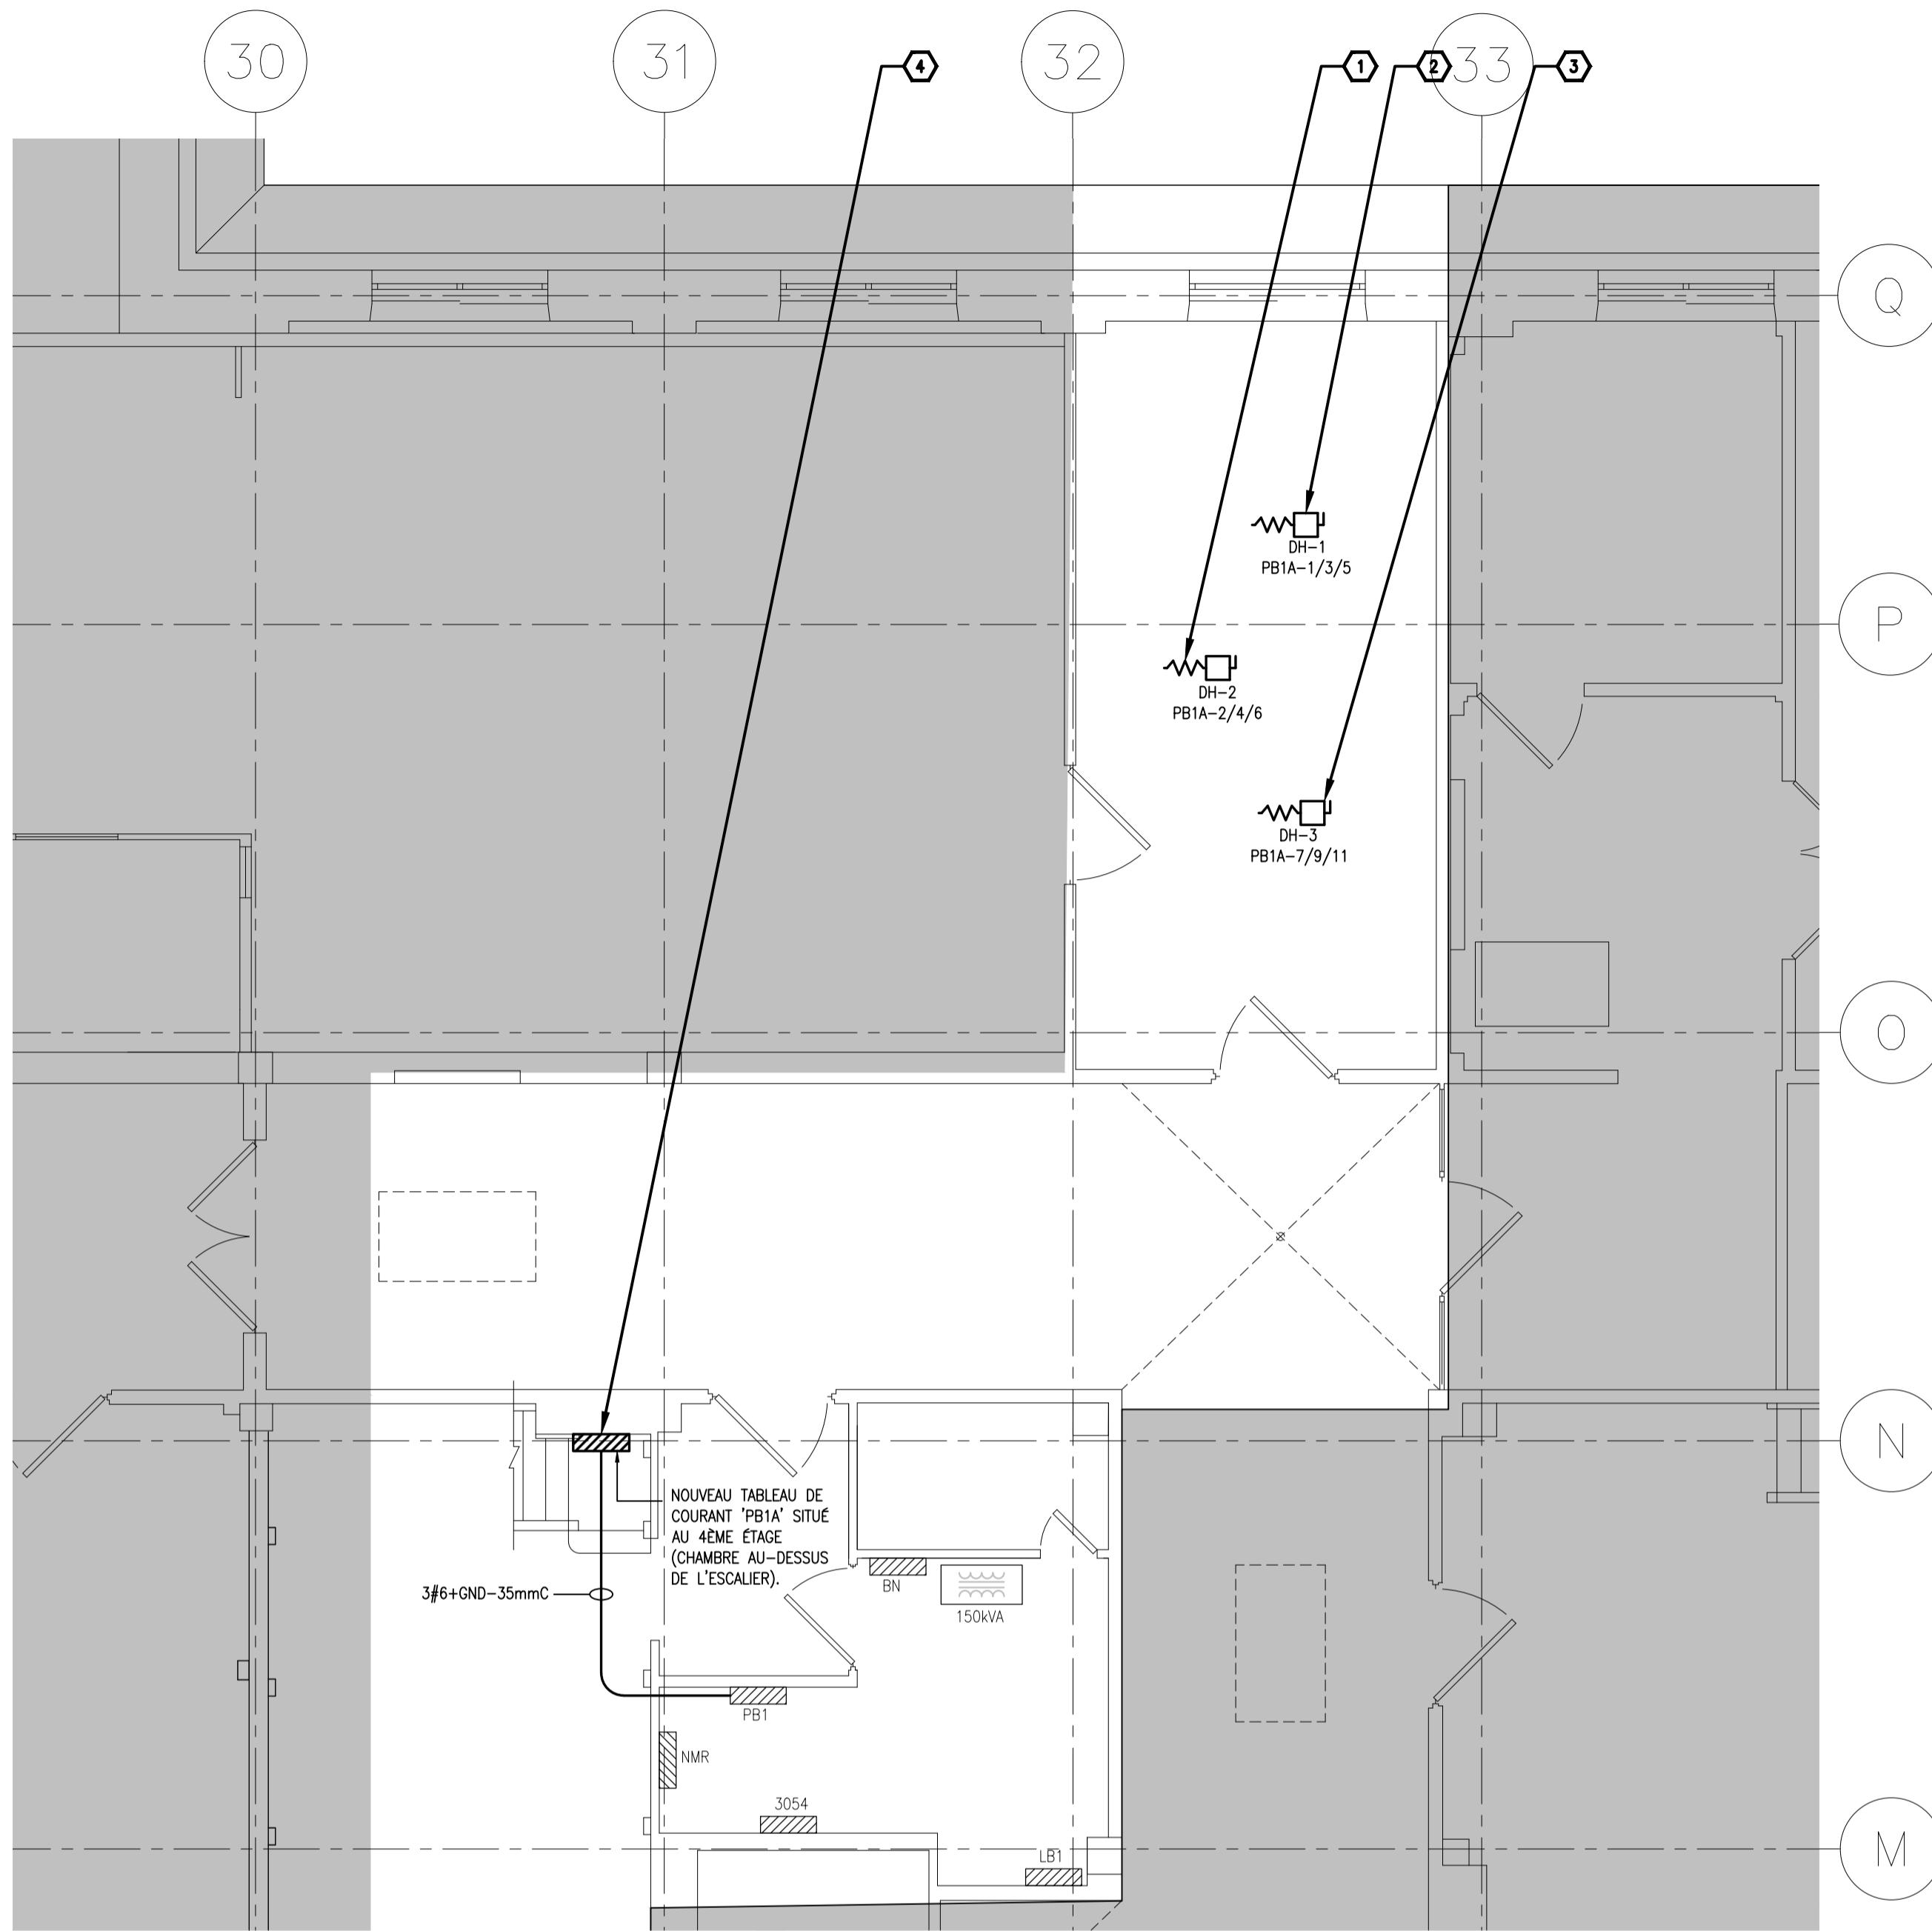 30
31
32
33
4
1
2
3
Q
DH-1
PB1A-1/3/5
P
DH-2
PB1A-2/4/6
DH-3
PB1A-7/9/11
O
N
NOUVEAU TABLEAU DE
COURANT 'PB1A' SITUÉ
AU 4ÈME ÉTAGE
(CHAMBRE AU-DESSUS
DE L'ESCALIER).
3#6+GND-35mmC
BN
150kVA
PB1
NMR
3054
LB1
M